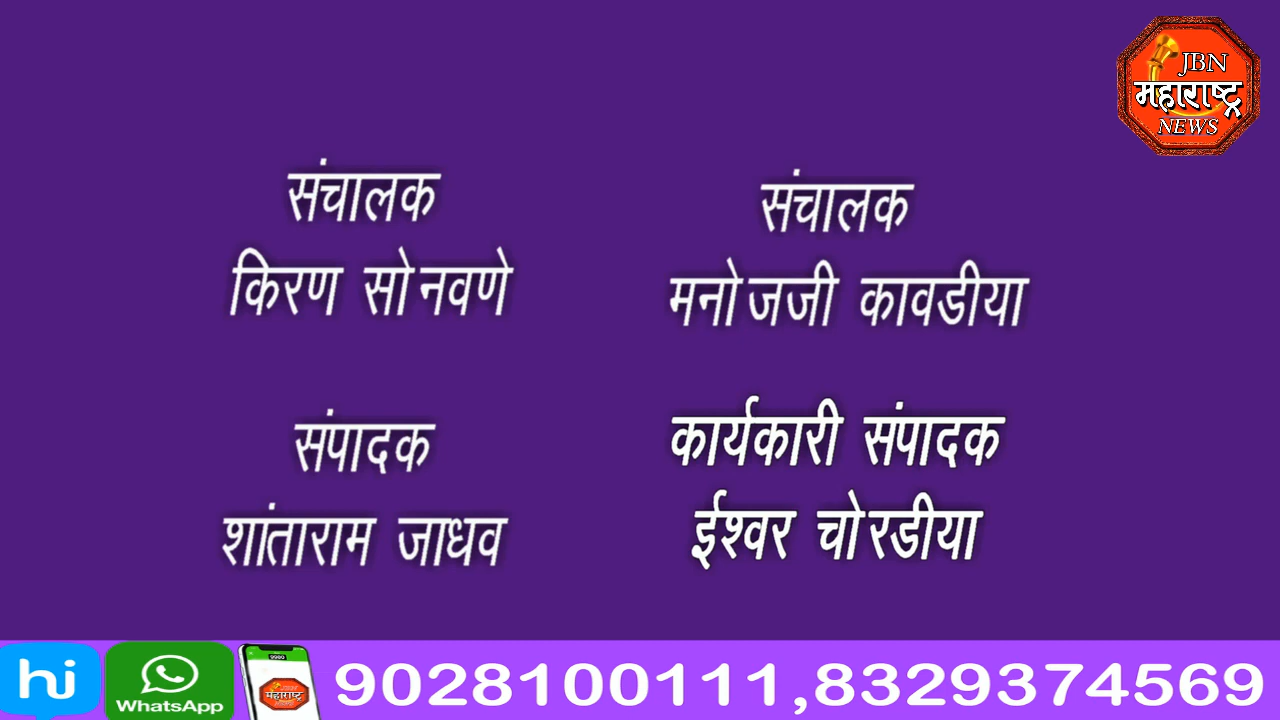 JBN
महाराष्ट्र
NEWS
संचालक
किरण सोनवणे
संचालक
मनोजजी कावडीया
संपादक
शांताराम जाधव
कार्यकारी संपादक
ईश्वर चोरडीया
hi
WhatsApp
महाराष्ट्र
9028100111,8329374569